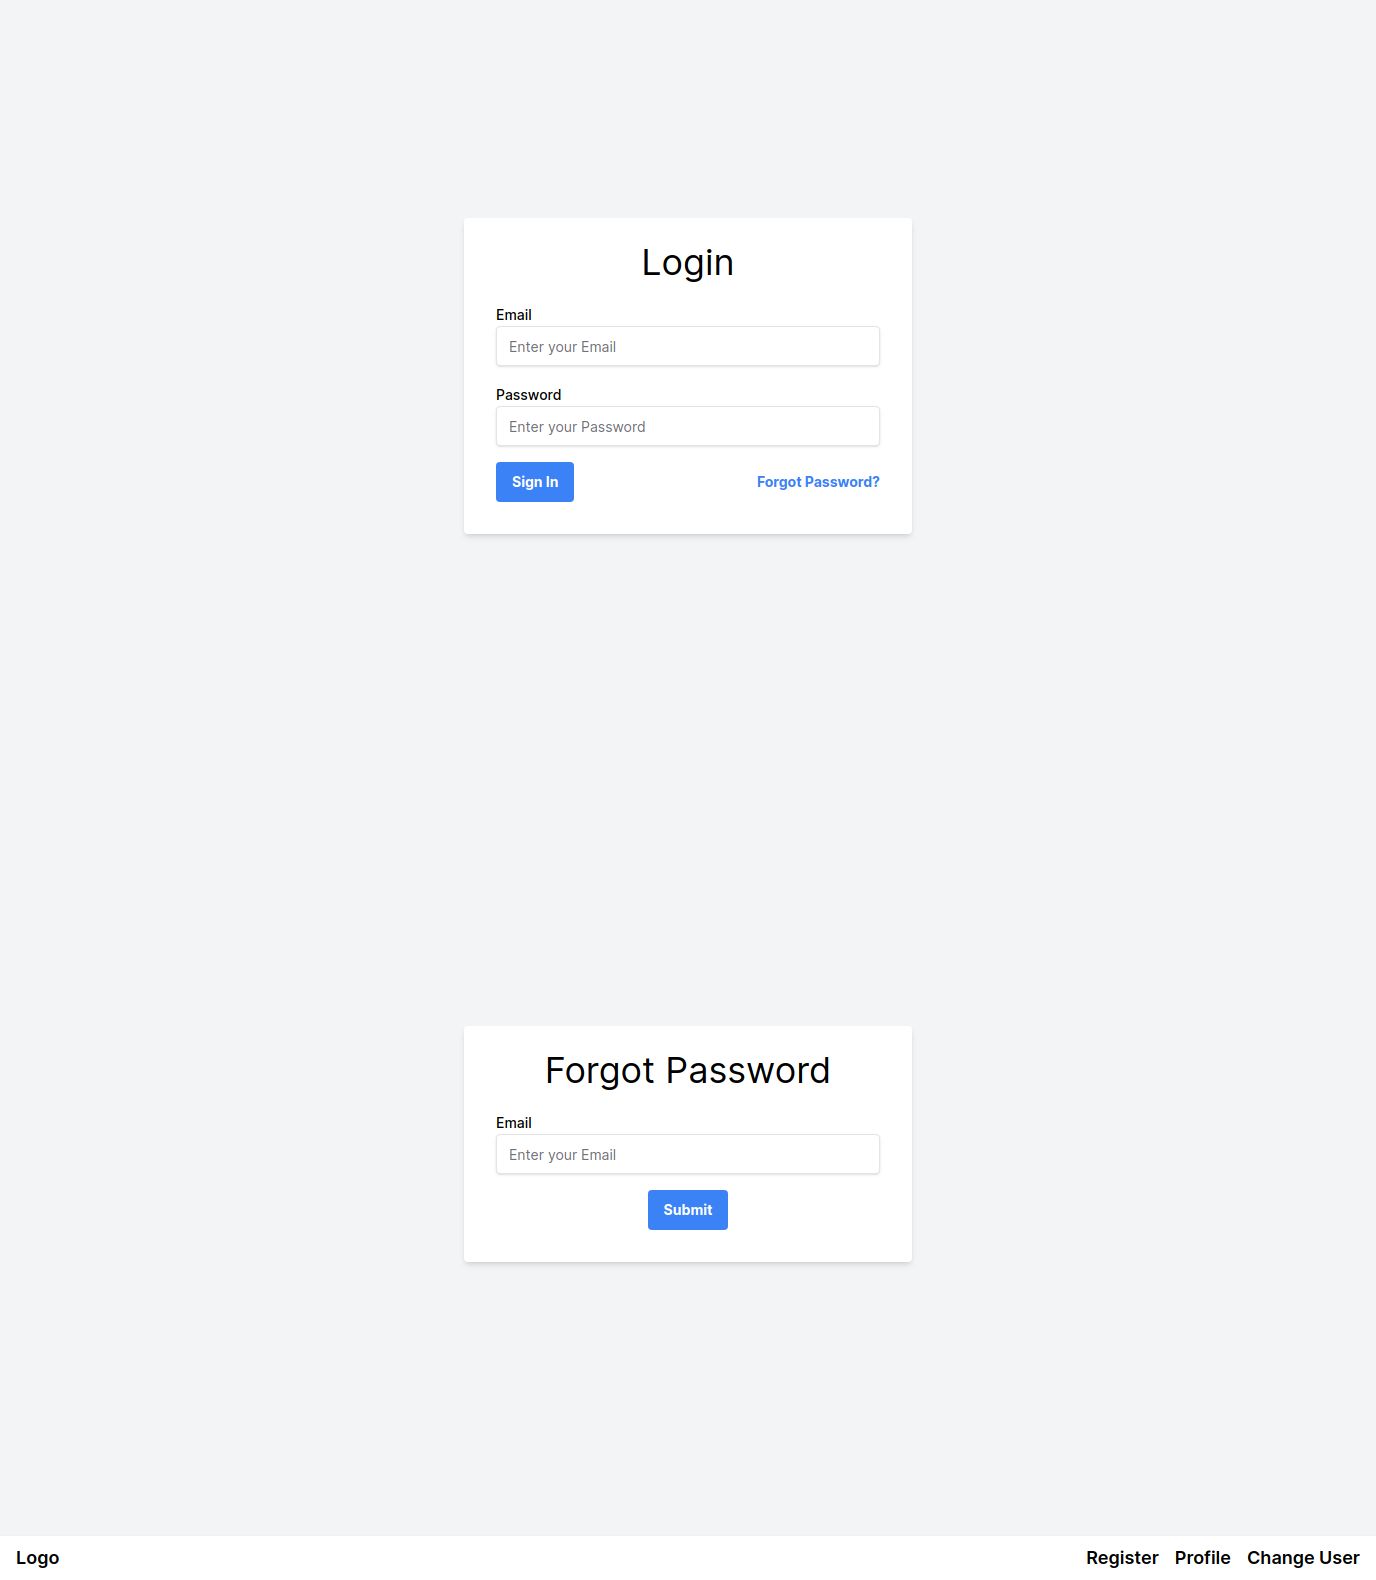 Login
Email
Enter your Email
Password
Enter your Password
Sign In Forgot Password?
Forgot Password
Email
Enter your Email
Submit
Logo Register Profile Change User